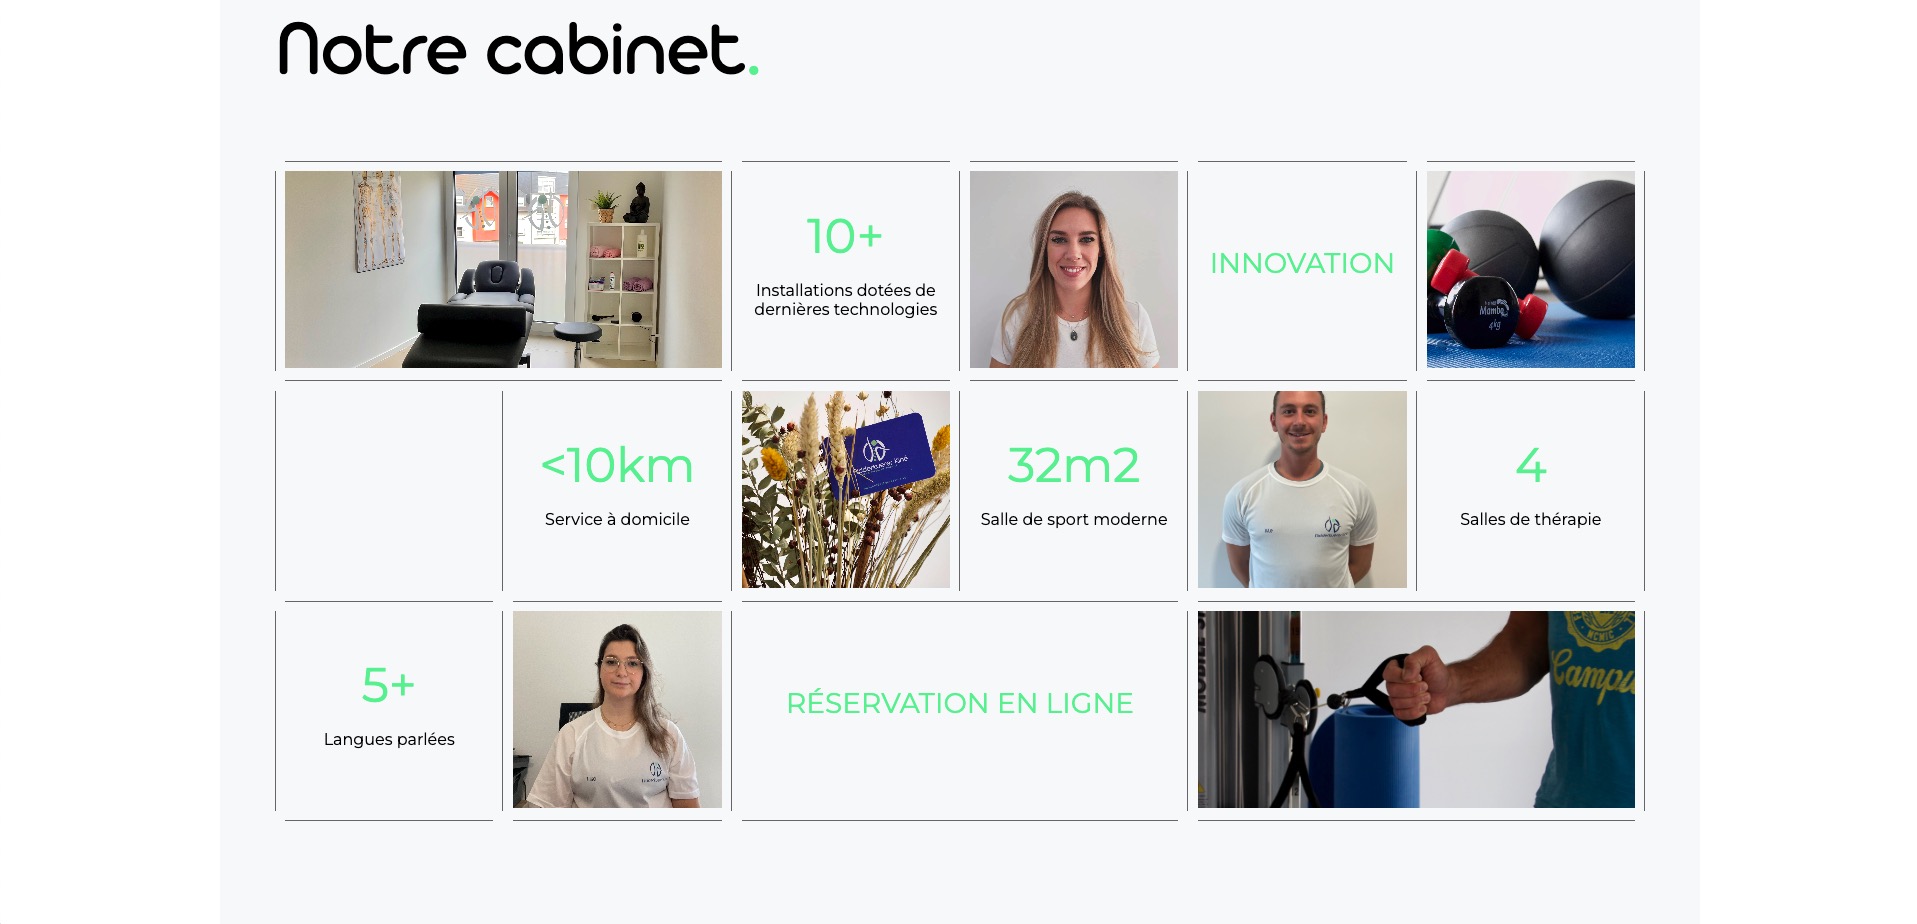 Notre cabinet.
10+
Installations dotées de
dernières technologies
INNOVATION
Mambo
4kg
<10km
Service à domicile
32m2
Salle de sport moderne
4
Salles de thérapie
5+
Langues parlées
RÉSERVATION EN LIGNE
Campu